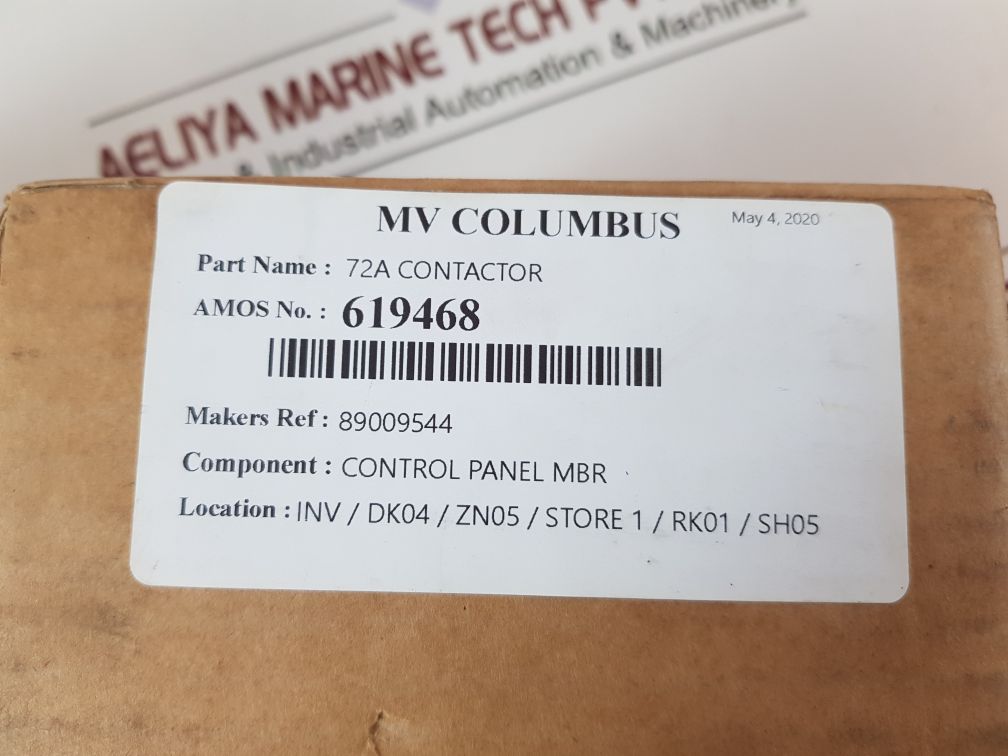 AELIYA MARINE TECH
& Industrial Automation & Machinery
MV COLUMBUS
May 4, 2020
Part Name : 72A CONTACTOR
AMOS No. : 619468
Makers Ref : 89009544
Component : CONTROL PANEL MBR
Location : INV / DK04 / ZN05 / STORE 1 / RK01 / SH05